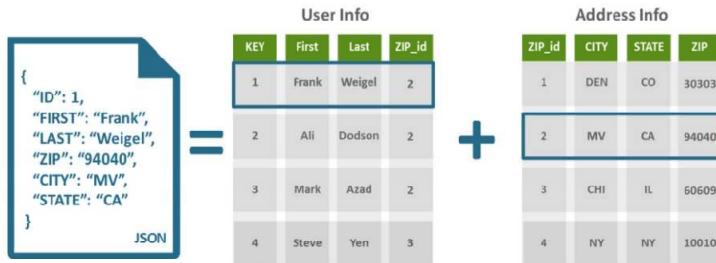 {
"ID": 1,
"FIRST": "Frank",
"LAST": "Weigel",
"ZIP": "94040",
"CITY": "MV",
"STATE": "CA"
}
JSON
=
User Info
KEY First Last ZIP_id
1 Frank Weigel 2
2 Ali Dodson 2
3 Mark Azad 2
4 Steve Yen 3
+
Address Info
ZIP_id CITY STATE ZIP
1 DEN CO 30303
2 MV CA 94040
3 CHI IL 60609
4 NY NY 10010